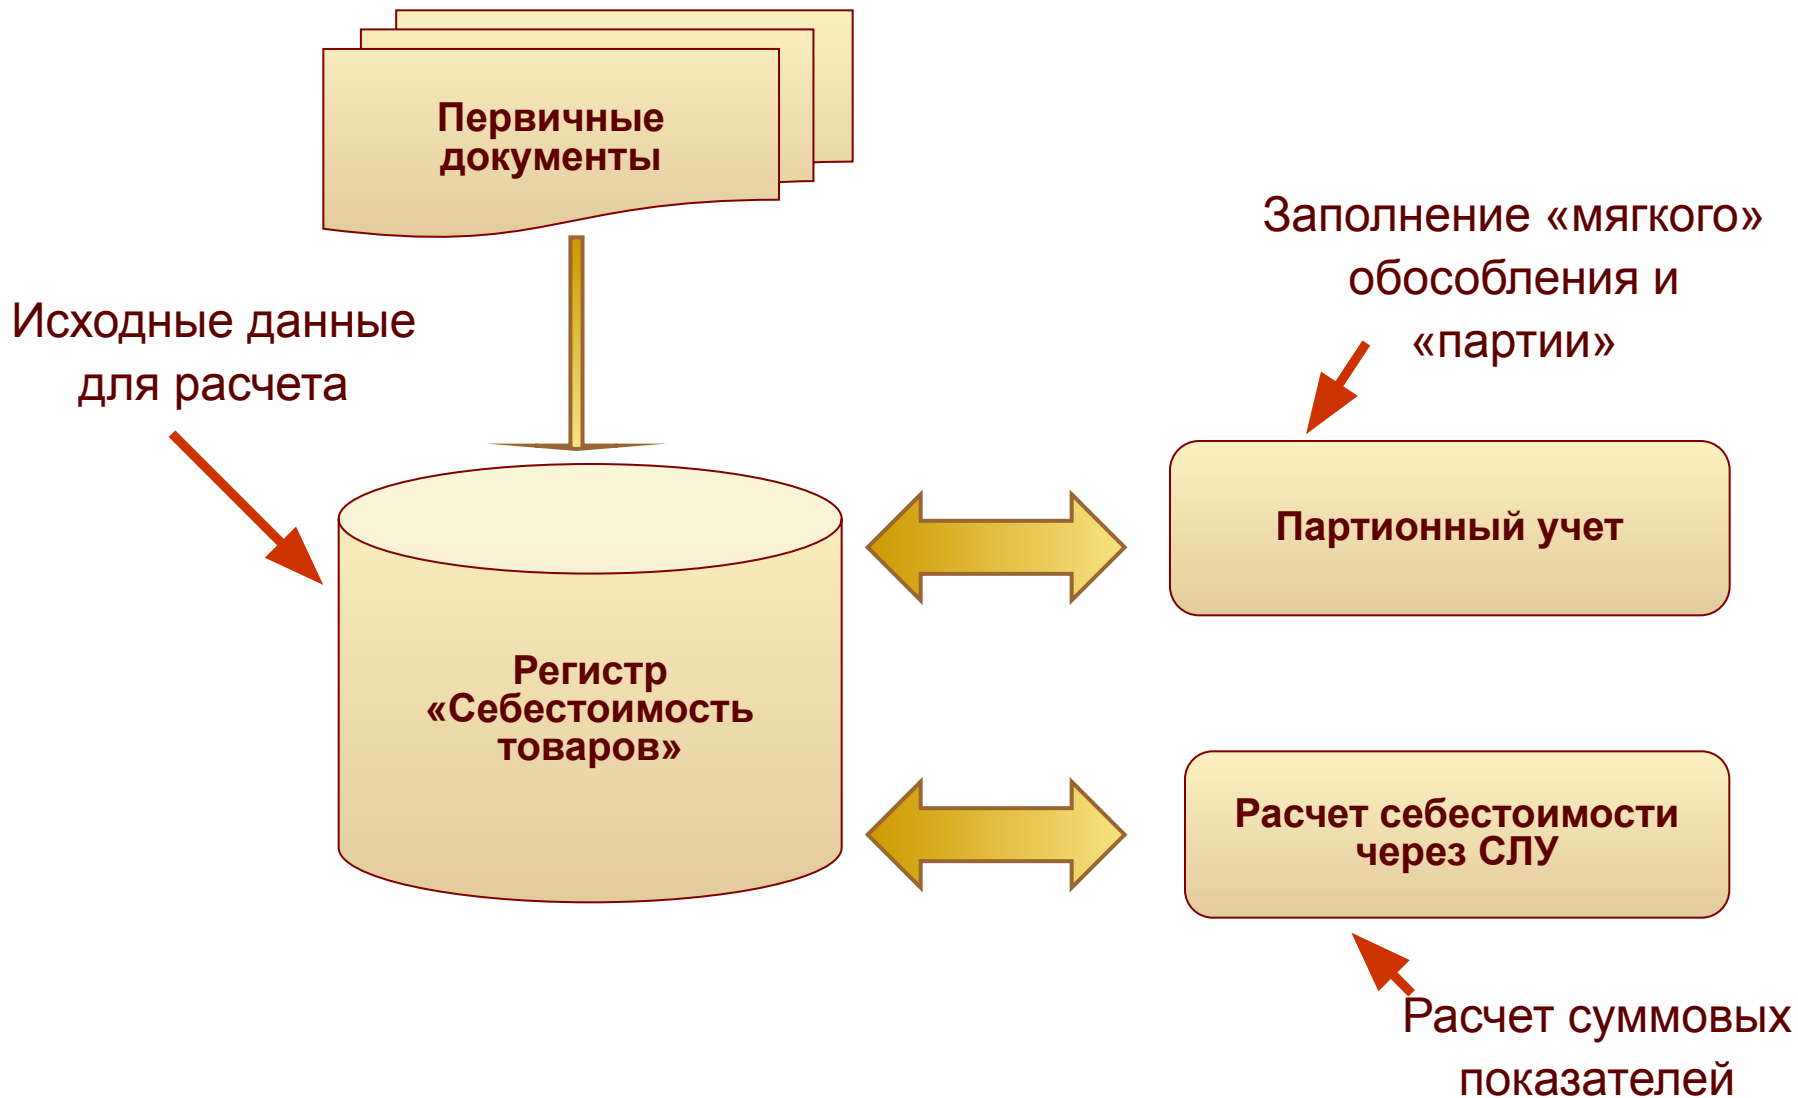 Первичные
документы
Заполнение «мягкого»
обособления и
«партии»
Исходные данные
для расчета
Партионный учет
Регистр
«Себестоимость
товаров»
Расчет себестоимости
через СЛУ
Расчет суммовых
показателей